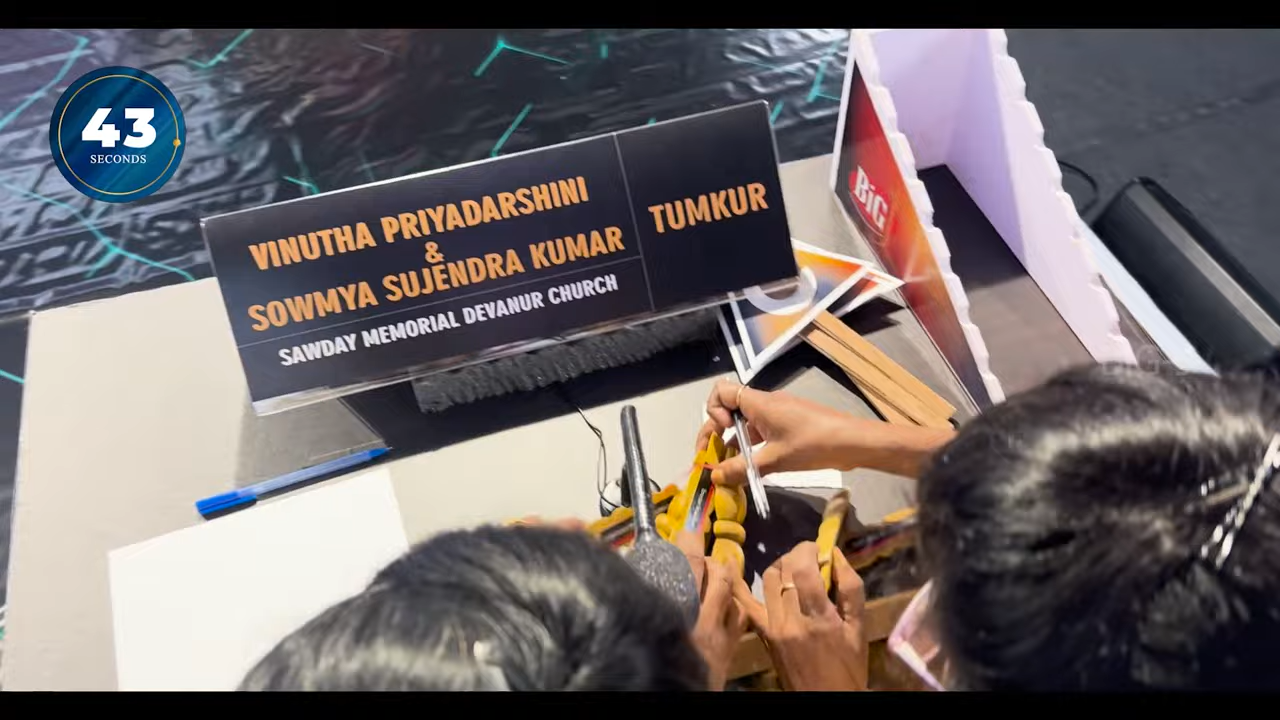 43
SECONDS
VINUTHA PRIYADARSHINI
&
SOWMYA SUJENDRA KUMAR
SAWDAY MEMORIAL DEVANUR CHURCH
TUMKUR
BiG